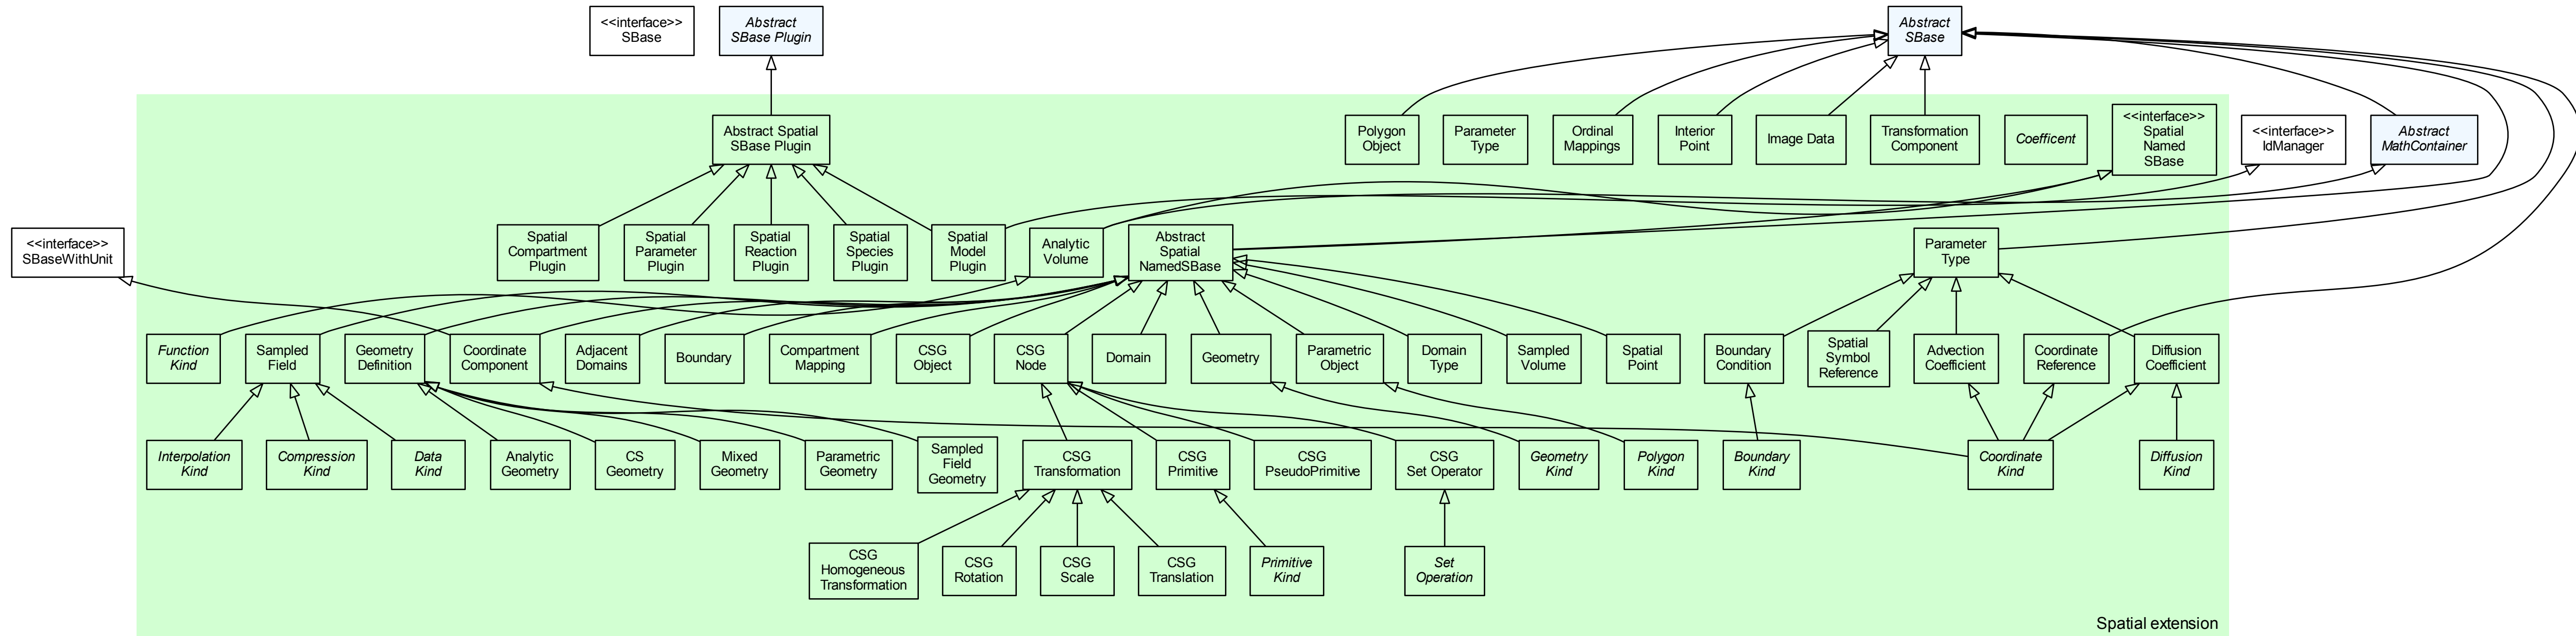 <<interface>>
SBase
Abstract
SBase Plugin
Abstract
SBase
Abstract Spatial
SBase Plugin
Polygon
Object
Parameter
Type
Ordinal
Mappings
Interior
Point
Image Data
Transformation
Component
Coefficent
<<interface>>
Spatial
Named
SBase
<<interface>>
IdManager
Abstract
MathContainer
<<interface>>
SBaseWithUnit
Spatial
Compartment
Plugin
Spatial
Parameter
Plugin
Spatial
Reaction
Plugin
Spatial
Species
Plugin
Spatial
Model
Plugin
Analytic
Volume
Abstract
Spatial
NamedSBase
Parameter
Type
Function
Kind
Sampled
Field
Geometry
Definition
Coordinate
Component
Adjacent
Domains
Boundary
Compartment
Mapping
CSG
Object
CSG
Node
Domain
Geometry
Parametric
Object
Domain
Type
Sampled
Volume
Spatial
Point
Boundary
Condition
Spatial
Symbol
Reference
Advection
Coefficient
Coordinate
Reference
Diffusion
Coefficient
Interpolation
Kind
Compression
Kind
Data
Kind
Analytic
Geometry
CS
Geometry
Mixed
Geometry
Parametric
Geometry
Sampled
Field
Geometry
CSG
Transformation
CSG
Primitive
CSG
PseudoPrimitive
CSG
Set Operator
Geometry
Kind
Polygon
Kind
Boundary
Kind
Coordinate
Kind
Diffusion
Kind
CSG
Homogeneous
Transformation
CSG
Rotation
CSG
Scale
CSG
Translation
Primitive
Kind
Set
Operation
Spatial extension